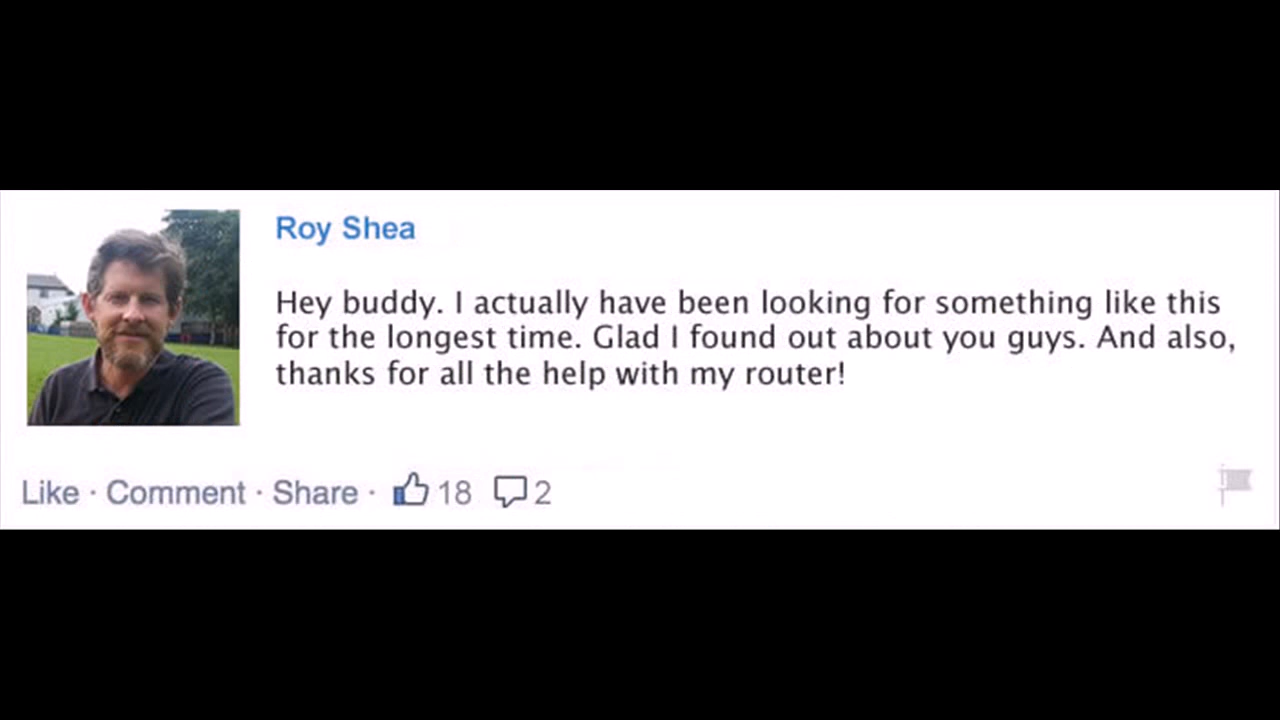 Roy Shea
Hey buddy. I actually have been looking for something like this
for the longest time. Glad I found out about you guys. And also,
thanks for all the help with my router!
Like · Comment · Share · 18 2